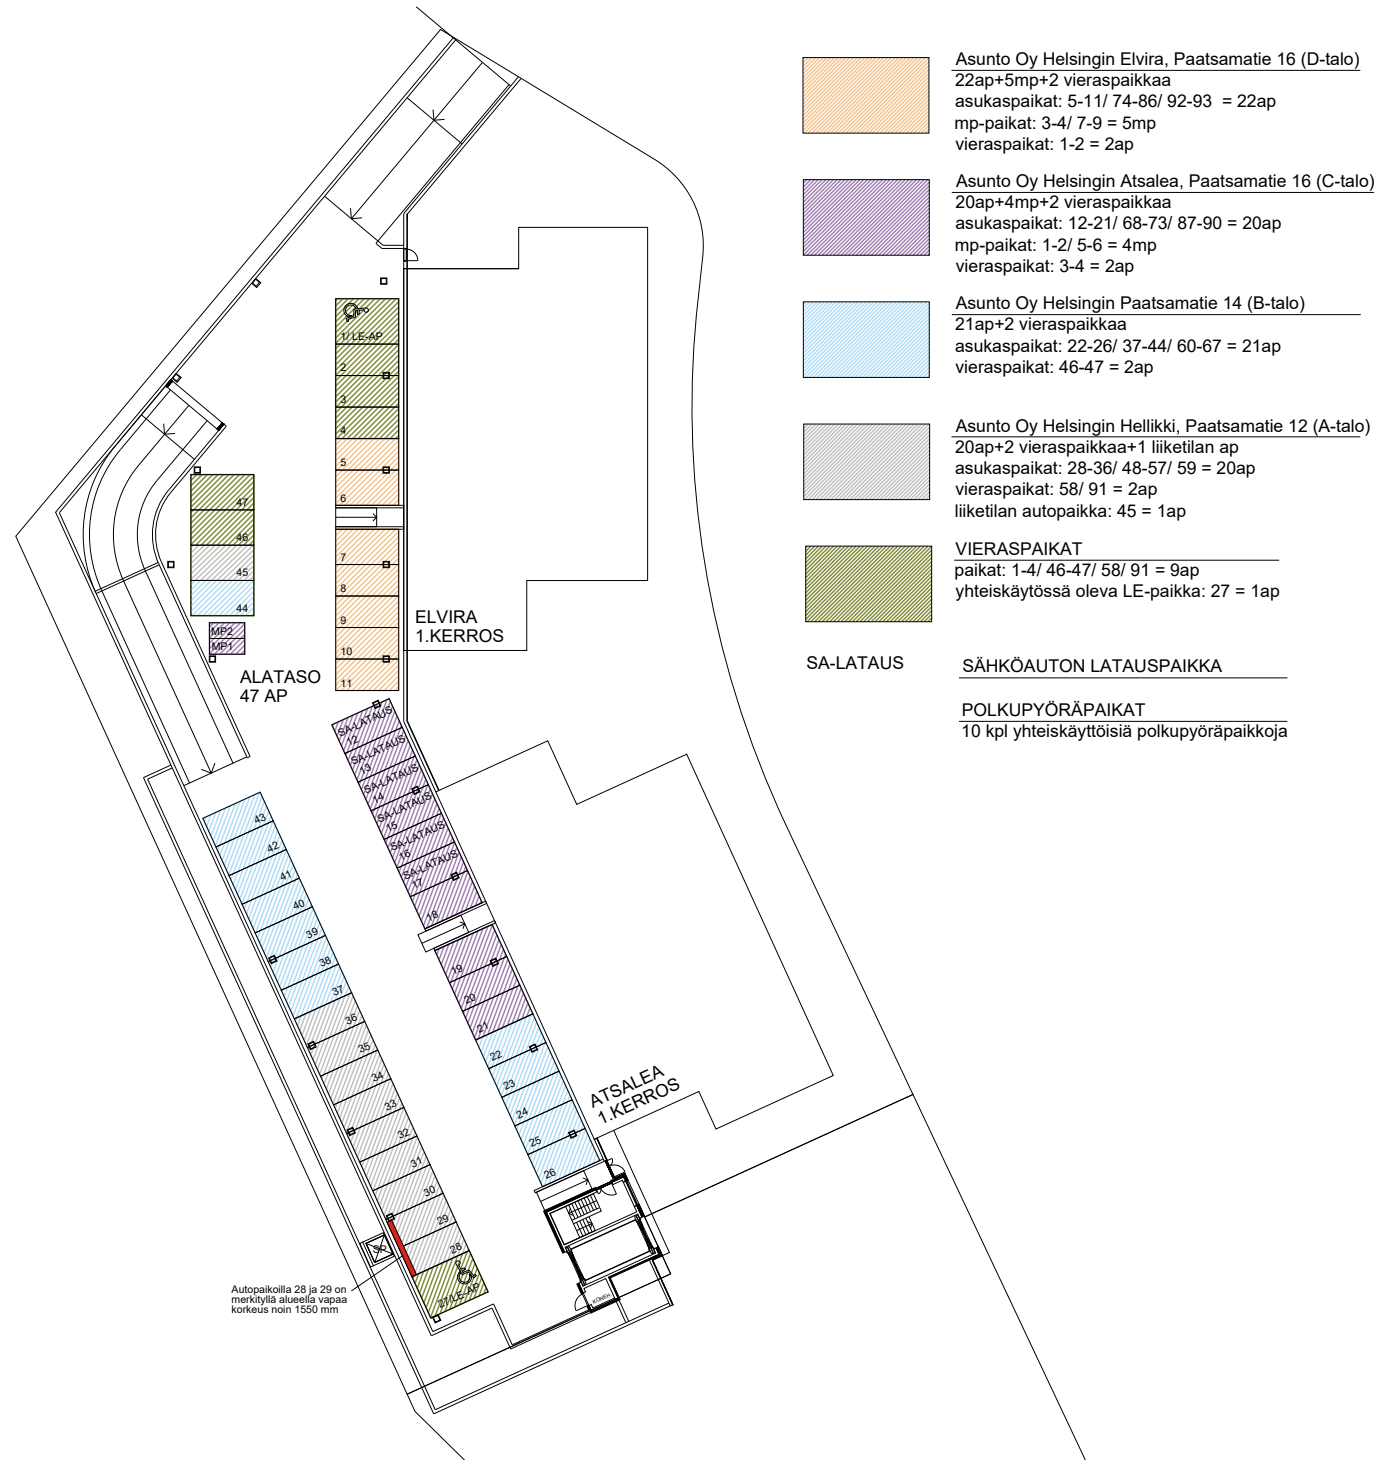 Asunto Oy Helsingin Elvira, Paatsamatie 16 (D-talo)
22ap+5mp+2 vieraspaikkaa
asukaspaikat: 5-11/ 74-86/ 92-93 = 22ap
mp-paikat: 3-4/ 7-9 = 5mp
vieraspaikat: 1-2 = 2ap
Asunto Oy Helsingin Atsalea, Paatsamatie 16 (C-talo)
20ap+4mp+2 vieraspaikkaa
asukaspaikat: 12-21/ 68-73/ 87-90 = 20ap
mp-paikat: 1-2/ 5-6 = 4mp
vieraspaikat: 3-4 = 2ap
Asunto Oy Helsingin Paatsamatie 14 (B-talo)
21ap+2 vieraspaikkaa
asukaspaikat: 22-26/ 37-44/ 60-67 = 21ap
vieraspaikat: 46-47 = 2ap
Asunto Oy Helsingin Hellikki, Paatsamatie 12 (A-talo)
20ap+2 vieraspaikkaa+1 liiketilan ap
asukaspaikat: 28-36/ 48-57/ 59 = 20ap
vieraspaikat: 58/ 91 = 2ap
liiketilan autopaikka: 45 = 1ap
VIERASPAIKAT
paikat: 1-4/ 46-47/ 58/ 91 = 9ap
yhteiskäytössä oleva LE-paikka: 27 = 1ap
SA-LATAUS
SÄHKÖAUTON LATAUSPAIKKA
POLKUPYÖRÄPAIKAT
10 kpl yhteiskäyttöisiä polkupyöräpaikkoja
1/ LE-AP
2
3
4
5
6
7
8
9
10
11
47
46
45
44
MP2
MP1
ALATASO
47 AP
ELVIRA
1.KERROS
SA-LATAUS
12
SA-LATAUS
13
SA-LATAUS
14
SA-LATAUS
15
SA-LATAUS
16
SA-LATAUS
17
18
19
20
21
22
23
24
25
26
43
42
41
40
39
38
37
36
35
34
33
32
31
30
29
28
27/LE-AP
ATSALEA
1.KERROS
Autopaikoilla 28 ja 29 on
merkityllä alueella vapaa
korkeus noin 1550 mm